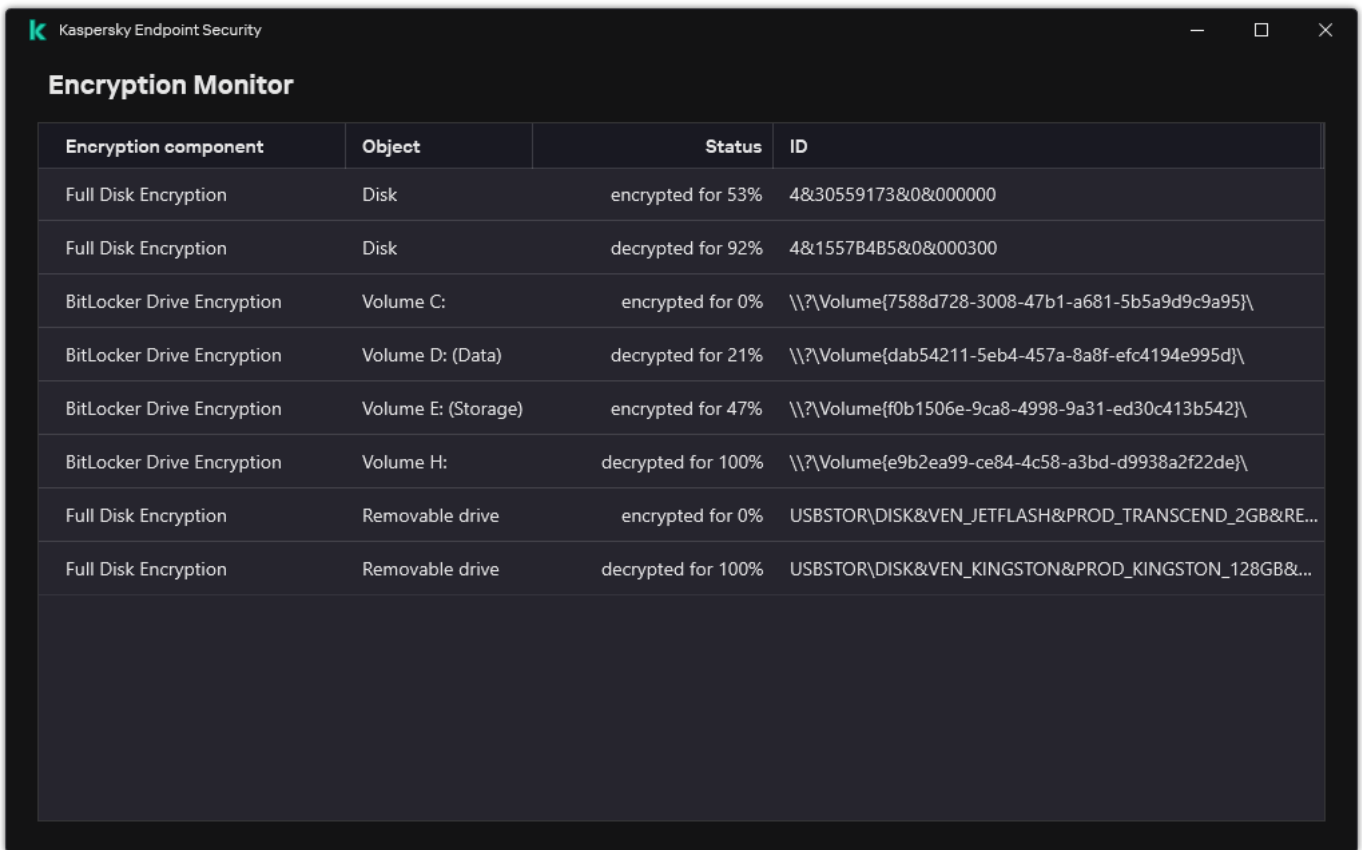 Kaspersky Endpoint Security
Encryption Monitor
Encryption component Object Status ID
Full Disk Encryption Disk encrypted for 53% 4&30559173&0&000000
Full Disk Encryption Disk decrypted for 92% 4&1557B4B5&0&000300
BitLocker Drive Encryption Volume C: encrypted for 0% \\?\Volume{7588d728-3008-47b1-a681-5b5a9d9c9a95}\
BitLocker Drive Encryption Volume D: (Data) decrypted for 21% \\?\Volume{dab54211-5eb4-457a-8a8f-efc4194e995d}\
BitLocker Drive Encryption Volume E: (Storage) encrypted for 47% \\?\Volume{f0b1506e-9ca8-4998-9a31-ed30c413b542}\
BitLocker Drive Encryption Volume H: decrypted for 100% \\?\Volume{e9b2ea99-ce84-4c58-a3bd-d9938a2f22de}\
Full Disk Encryption Removable drive encrypted for 0% USBSTOR\DISK&VEN_JETFLASH&PROD_TRANSCEND_2GB&RE...
Full Disk Encryption Removable drive decrypted for 100% USBSTOR\DISK&VEN_KINGSTON&PROD_KINGSTON_128GB&...